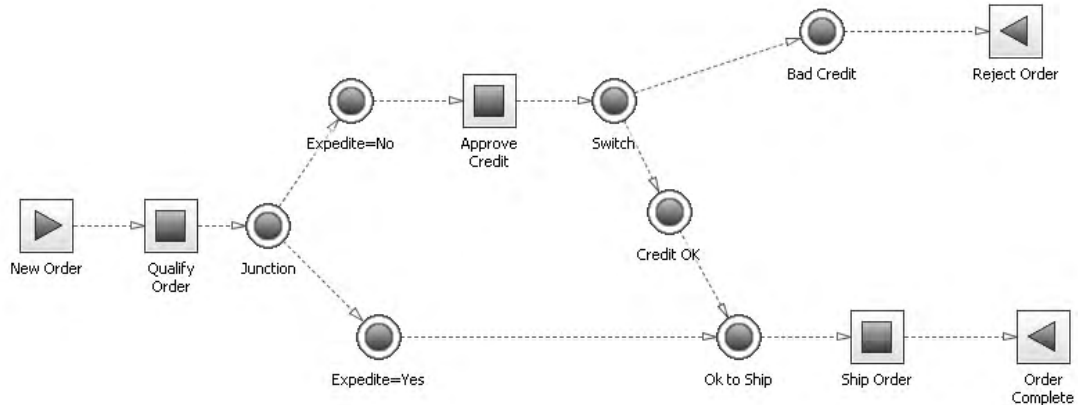 Bad Credit
Reject Order
Expedite=No
Approve
Credit
Switch
New Order
Qualify
Order
Junction
Credit OK
Expedite=Yes
Ok to Ship
Ship Order
Order
Complete